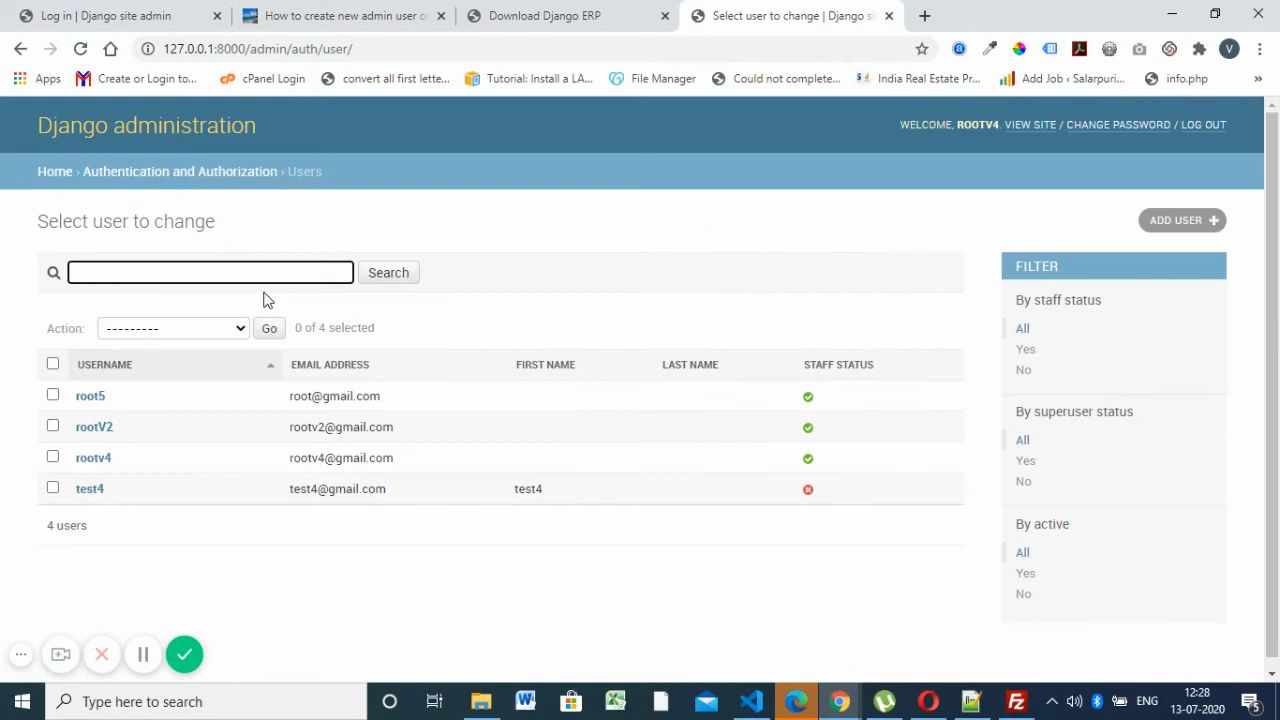 Log in | Django site admin
How to create new admin user o
Download Django ERP
Select user to change | Django s
127.0.0.1:8000/admin/auth/user/
V
Apps
Create or Login to...
cPanel Login
convert all first lette...
Tutorial: Install a LA...
File Manager
Could not complete...
India Real Estate Pr...
Add Job ‹ Salarpuri...
info.php
»
Django administration
WELCOME, ROOTV4. VIEW SITE / CHANGE PASSWORD / LOG OUT
Home › Authentication and Authorization › Users
Select user to change
ADD USER +
Search
Action: --------- Go 0 of 4 selected
USERNAME EMAIL ADDRESS FIRST NAME LAST NAME STAFF STATUS
root5 root@gmail.com
rootV2 rootv2@gmail.com
rootv4 rootv4@gmail.com
test4 test4@gmail.com test4
4 users
FILTER
By staff status
All
Yes
No
By superuser status
All
Yes
No
By active
All
Yes
No
Type here to search
ENG
12:28
13-07-2020
5